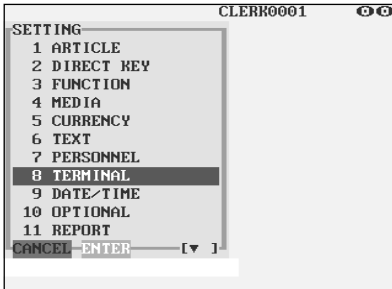 CLERK0001 00
SETTING
1 ARTICLE
2 DIRECT KEY
3 FUNCTION
4 MEDIA
5 CURRENCY
6 TEXT
7 PERSONNEL
8 TERMINAL
9 DATE/TIME
10 OPTIONAL
11 REPORT
CANCEL ENTER [▼ ]